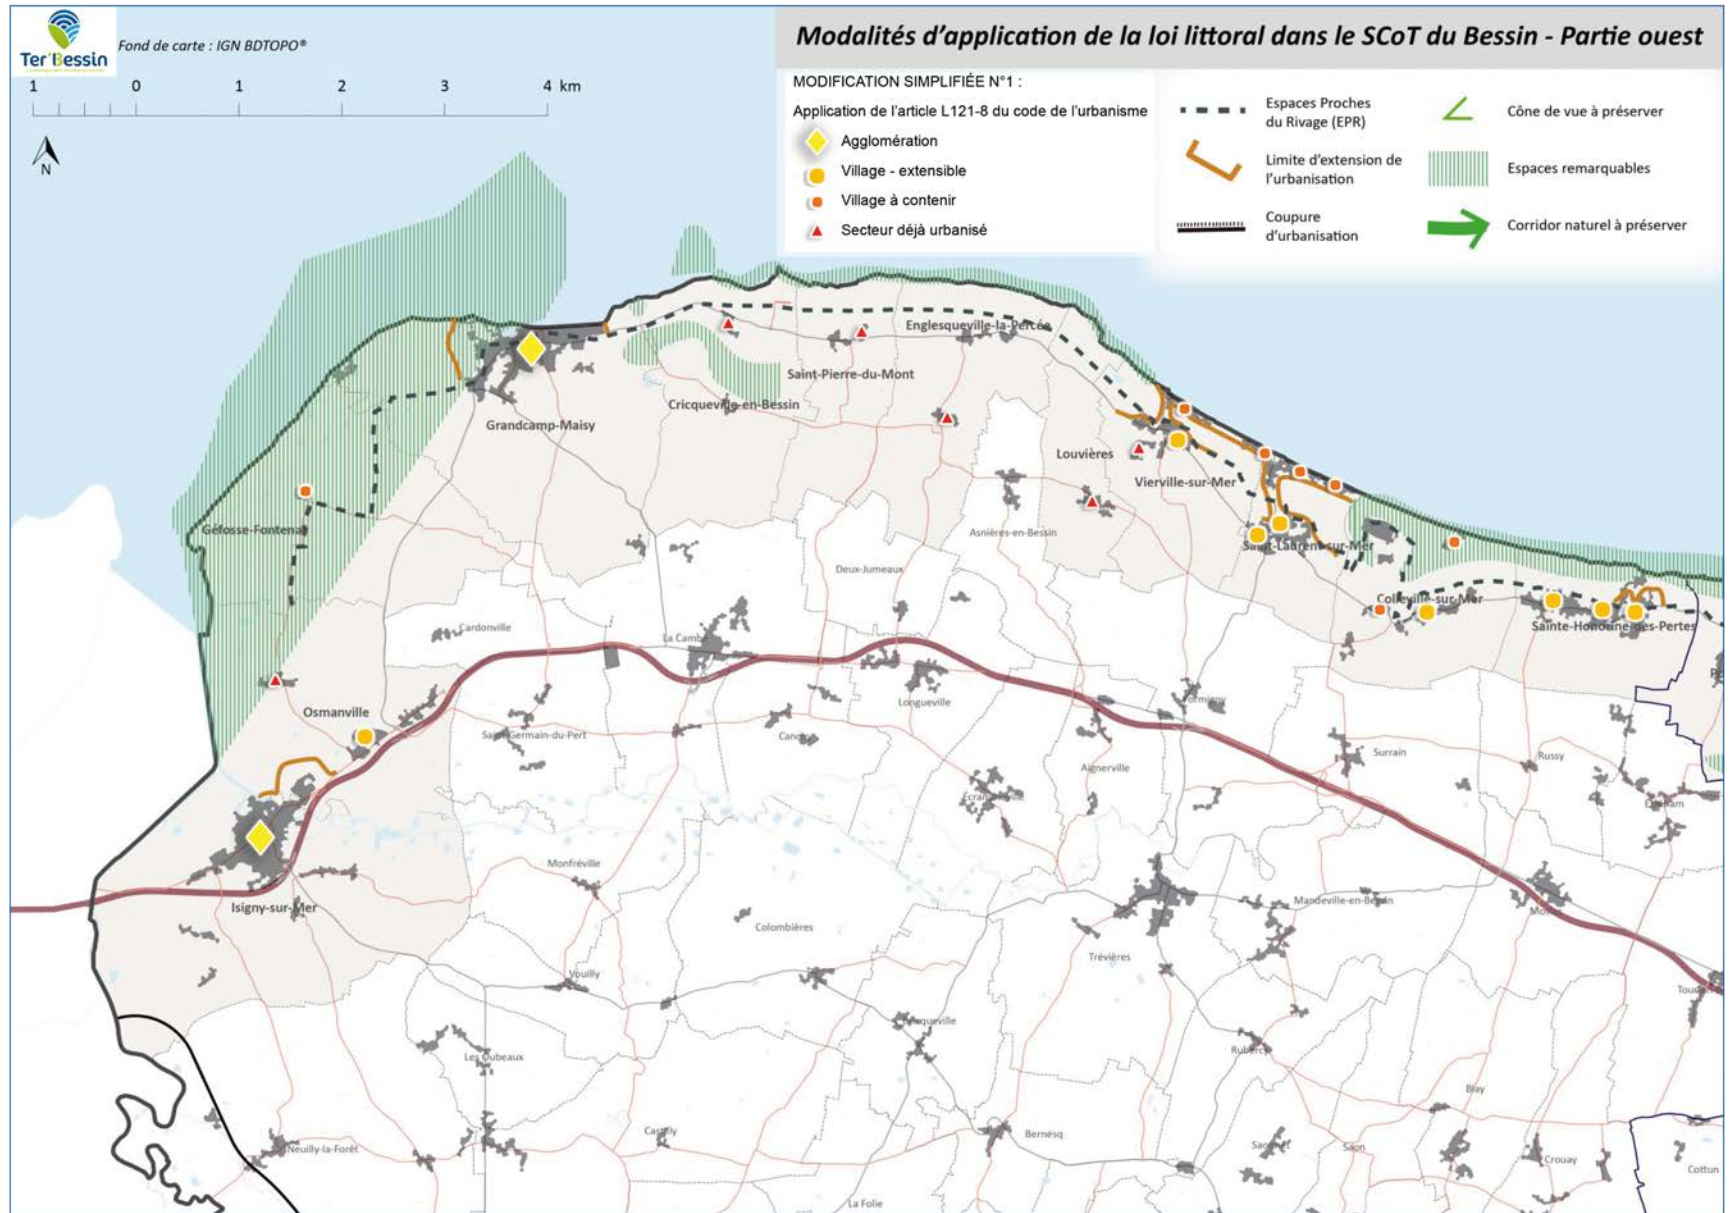 Ter'Bessin
Fond de carte : IGN BDTOPO®
Modalités d'application de la loi littoral dans le SCoT du Bessin - Partie ouest
1 0 1 2 3 4 km
N
MODIFICATION SIMPLIFIÉE N°1 :
Application de l'article L121-8 du code de l'urbanisme
Agglomération
Village - extensible
Village à contenir
Secteur déjà urbanisé
Espaces Proches
du Rivage (EPR)
Limite d'extension de
l'urbanisation
Coupure
d'urbanisation
Cône de vue à préserver
Espaces remarquables
Corridor naturel à préserver
Englesqueville-la-Percée
Saint-Pierre-du-Mont
Cricqueville-en-Bessin
Grandcamp-Maisy
Louvières
Vierville-sur-Mer
Géfosse-Fontenay
Asnières-en-Bessin
Saint-Laurent-sur-Mer
Deux-Jumeaux
Colleville-sur-Mer
Sainte-Honorine-des-Pertes
Cardonville
La Cambe
Longueville
Formigny
Osmanville
Saint-Germain-du-Pert
Canchy
Surrain
Russy
Aignerville
Écrammeville
Etreham
Monfréville
Mandeville-en-Bessin
Isigny-sur-Mer
Mosles
Colombières
Trévières
Vouilly
Bricqueville
Les Oubeaux
Rubercy
Blay
Neuilly-la-Forêt
Castilly
Bernesq
Saonnet
Saon
Crouay
Cottun
La Folie